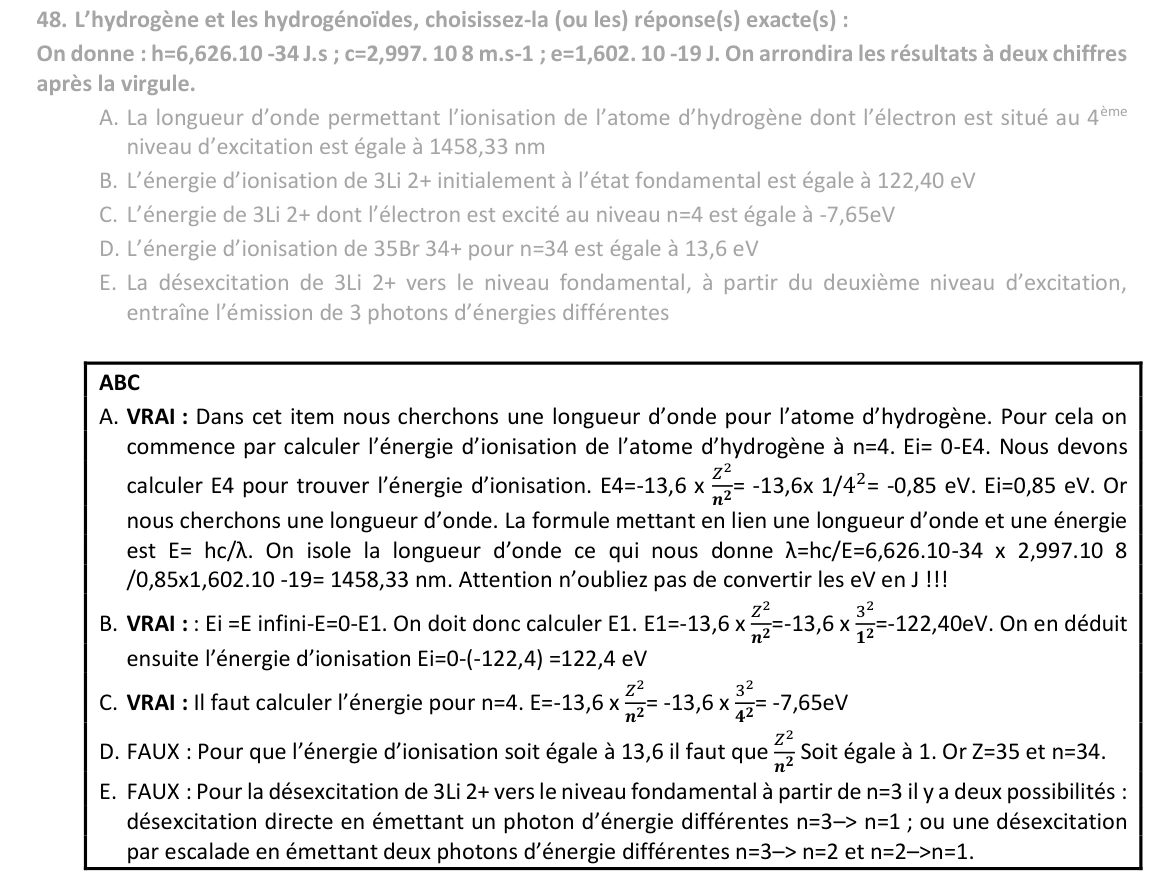 48. L’hydrogène et les hydrogénoïdes, choisissez-la (ou les) réponse(s) exacte(s) :
On donne : h=6,626.10 -34 J.s ; c=2,997. 10 8 m.s-1 ; e=1,602. 10 -19 J. On arrondira les résultats à deux chiffres
après la virgule.
A. La longueur d’onde permettant l’ionisation de l’atome d’hydrogène dont l’électron est situé au 4ème
niveau d’excitation est égale à 1458,33 nm
B. L’énergie d’ionisation de 3Li 2+ initialement à l’état fondamental est égale à 122,40 eV
C. L’énergie de 3Li 2+ dont l’électron est excité au niveau n=4 est égale à -7,65eV
D. L’énergie d’ionisation de 35Br 34+ pour n=34 est égale à 13,6 eV
E. La désexcitation de 3Li 2+ vers le niveau fondamental, à partir du deuxième niveau d’excitation,
entraîne l’émission de 3 photons d’énergies différentes
ABC
A. VRAI : Dans cet item nous cherchons une longueur d’onde pour l’atome d’hydrogène. Pour cela on
commence par calculer l’énergie d’ionisation de l’atome d’hydrogène à n=4. Ei= 0-E4. Nous devons
calculer E4 pour trouver l’énergie d’ionisation. E4=-13,6 x Z²/n²= -13,6x 1/4²= -0,85 eV. Ei=0,85 eV. Or
nous cherchons une longueur d’onde. La formule mettant en lien une longueur d’onde et une énergie
est E= hc/λ. On isole la longueur d’onde ce qui nous donne λ=hc/E=6,626.10-34 x 2,997.10 8
/0,85x1,602.10 -19= 1458,33 nm. Attention n’oubliez pas de convertir les eV en J !!!
B. VRAI : : Ei =E infini-E=0-E1. On doit donc calculer E1. E1=-13,6 x Z²/n²=-13,6 x 3²/1²=-122,40eV. On en déduit
ensuite l’énergie d’ionisation Ei=0-(-122,4) =122,4 eV
C. VRAI : Il faut calculer l’énergie pour n=4. E=-13,6 x Z²/n²= -13,6 x 3²/4²= -7,65eV
D. FAUX : Pour que l’énergie d’ionisation soit égale à 13,6 il faut que Z²/n² Soit égale à 1. Or Z=35 et n=34.
E. FAUX : Pour la désexcitation de 3Li 2+ vers le niveau fondamental à partir de n=3 il y a deux possibilités :
désexcitation directe en émettant un photon d’énergie différentes n=3–> n=1 ; ou une désexcitation
par escalade en émettant deux photons d’énergie différentes n=3–> n=2 et n=2–>n=1.